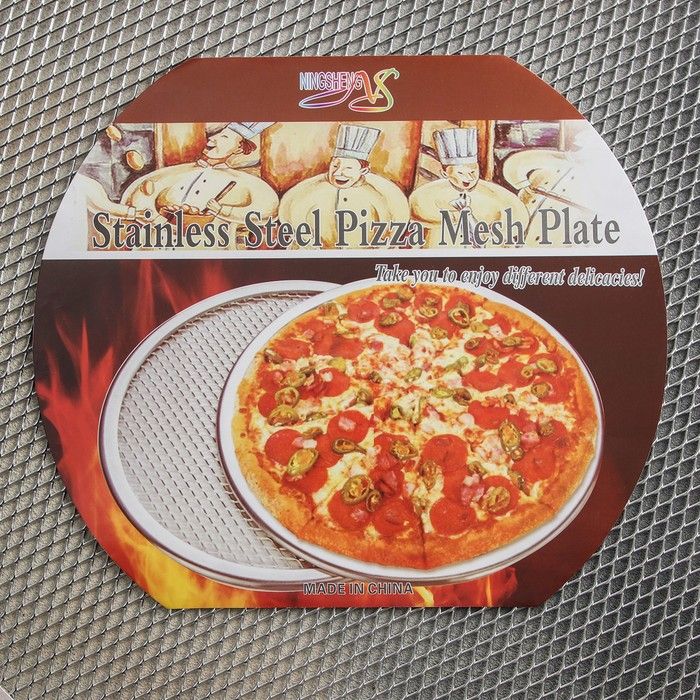 NINGSHENG
Stainless Steel Pizza Mesh Plate
Take you to enjoy different delicacies!
MADE IN CHINA